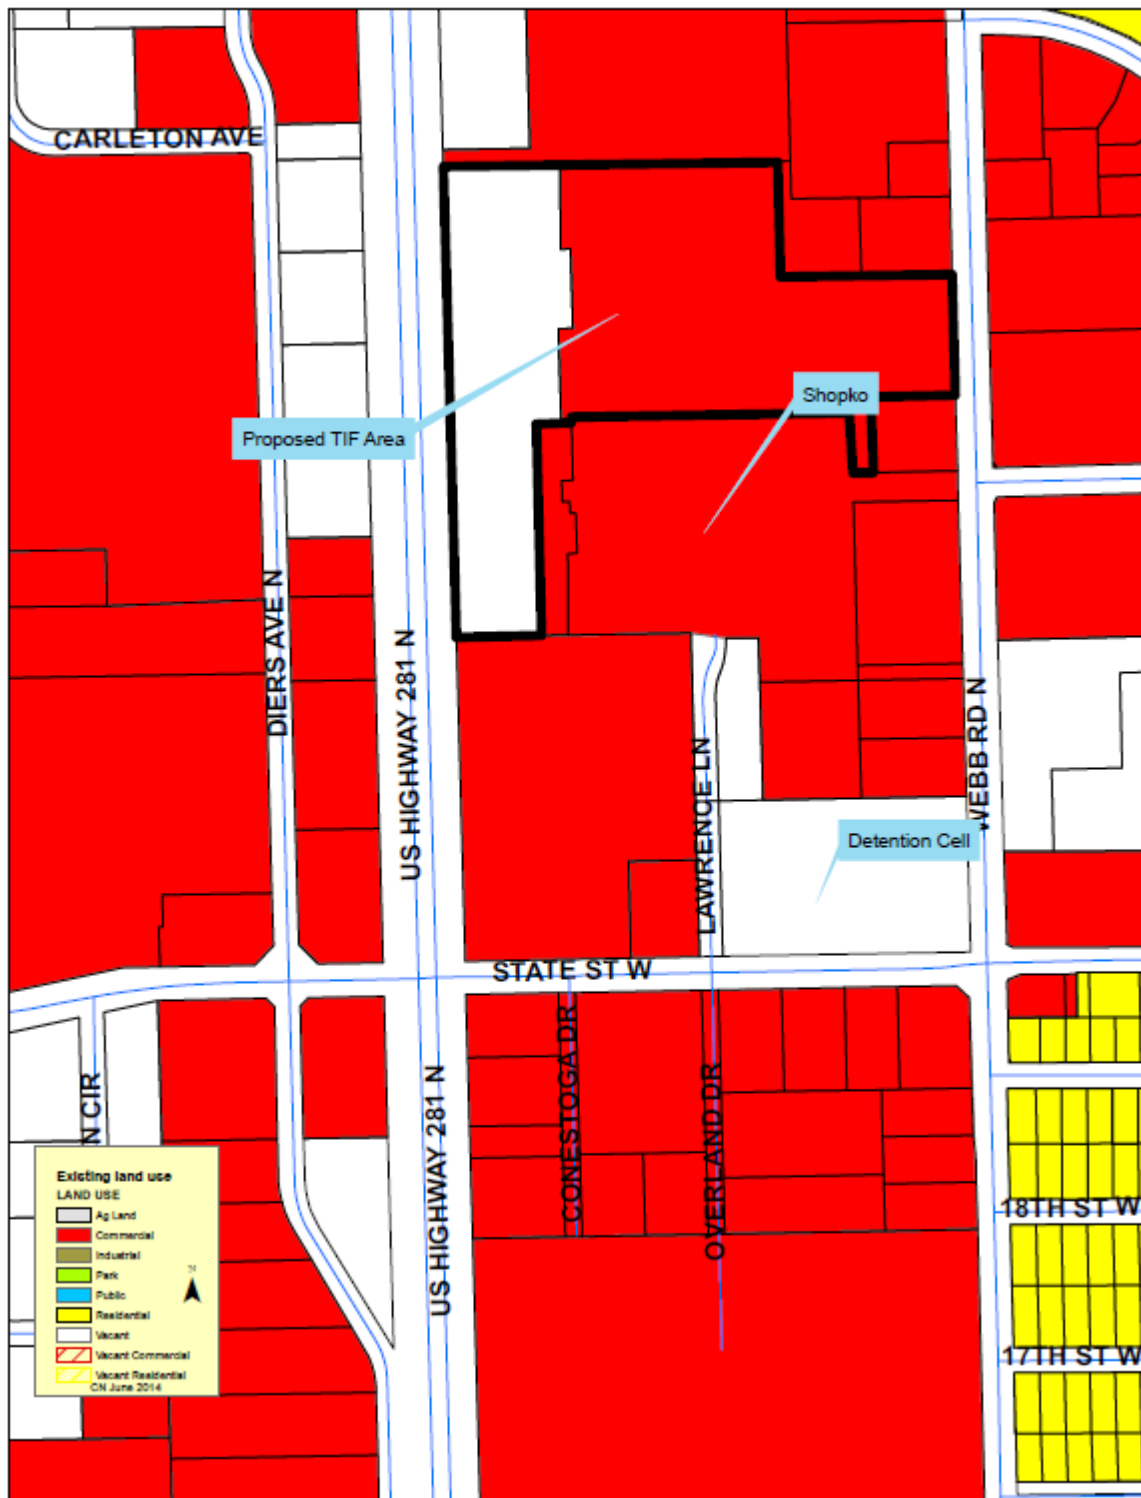 CARLETON AVE
Shopko
Proposed TIF Area
DIERS AVE N
US HIGHWAY 281 N
WEBB RD N
LAWRENCE LN
Detention Cell
STATE ST W
CONESTOGA DR
OVERLAND DR
US HIGHWAY 281 N
N CIR
18TH ST W
17TH ST W
Existing land use
LAND USE
Ag Land
Commercial
Industrial
Park
Public
Residential
Vacant
Vacant Commercial
Vacant Residential
CN June 2014
N